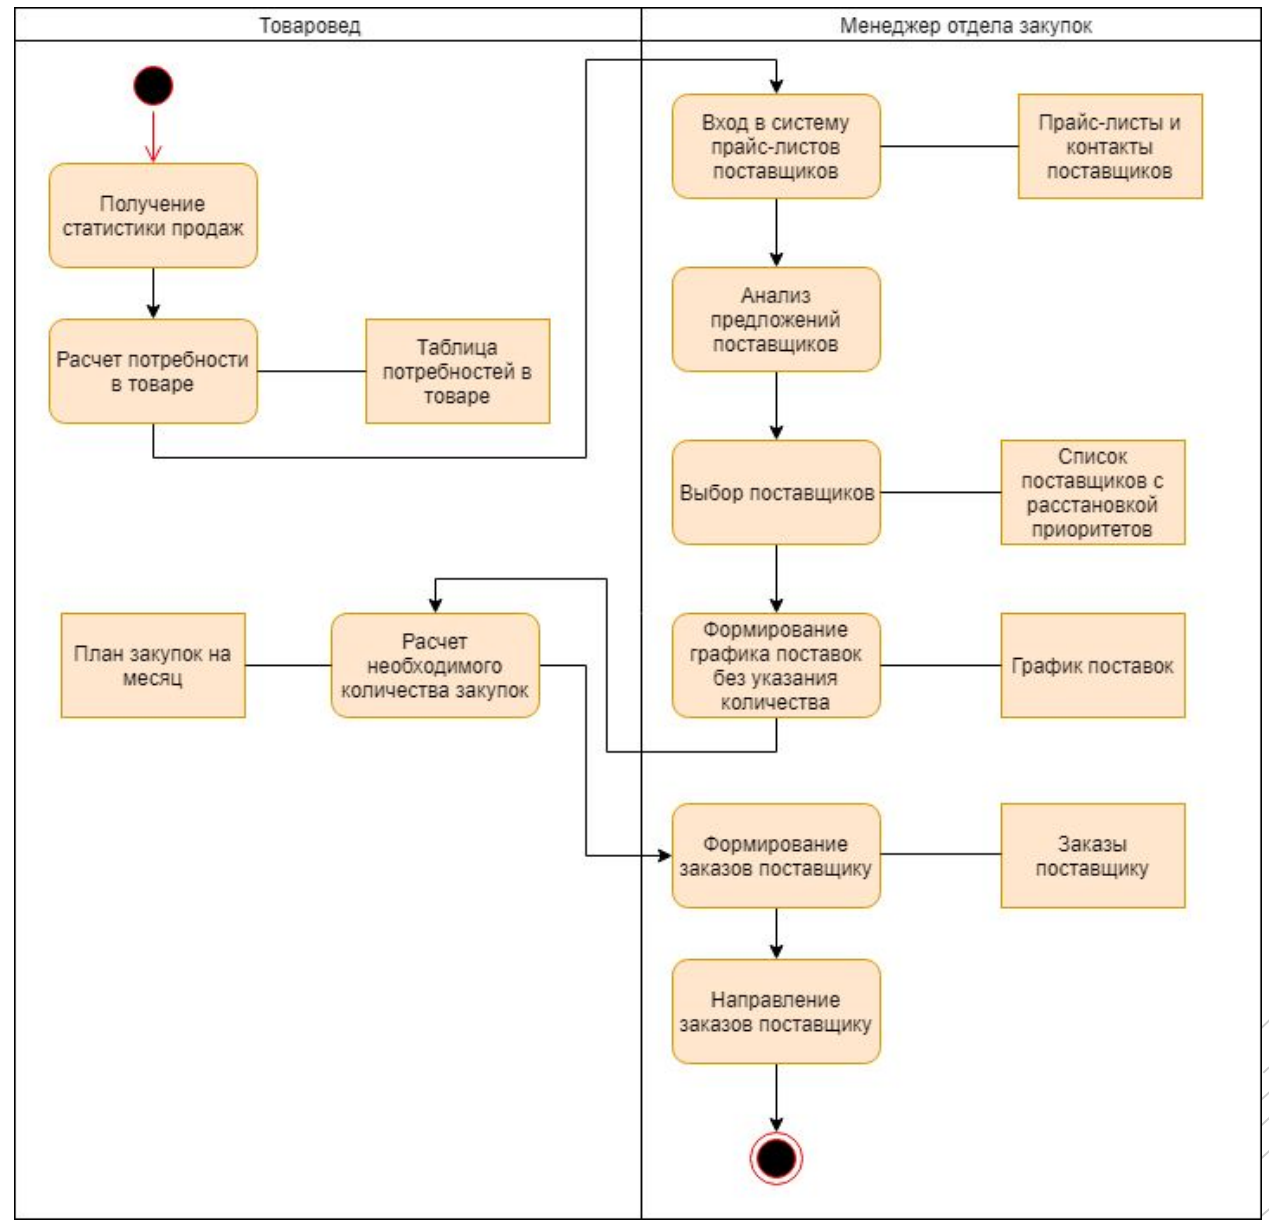 Товаровед
Менеджер отдела закупок
Получение
статистики продаж
Расчет потребности
в товаре
Таблица
потребностей в
товаре
Вход в систему
прайс-листов
поставщиков
Прайс-листы и
контакты
поставщиков
Анализ
предложений
поставщиков
Выбор поставщиков
Список
поставщиков с
расстановкой
приоритетов
Формирование
графика поставок
без указания
количества
График поставок
Расчет
необходимого
количества закупок
План закупок на
месяц
Формирование
заказов поставщику
Заказы
поставщику
Направление
заказов поставщику